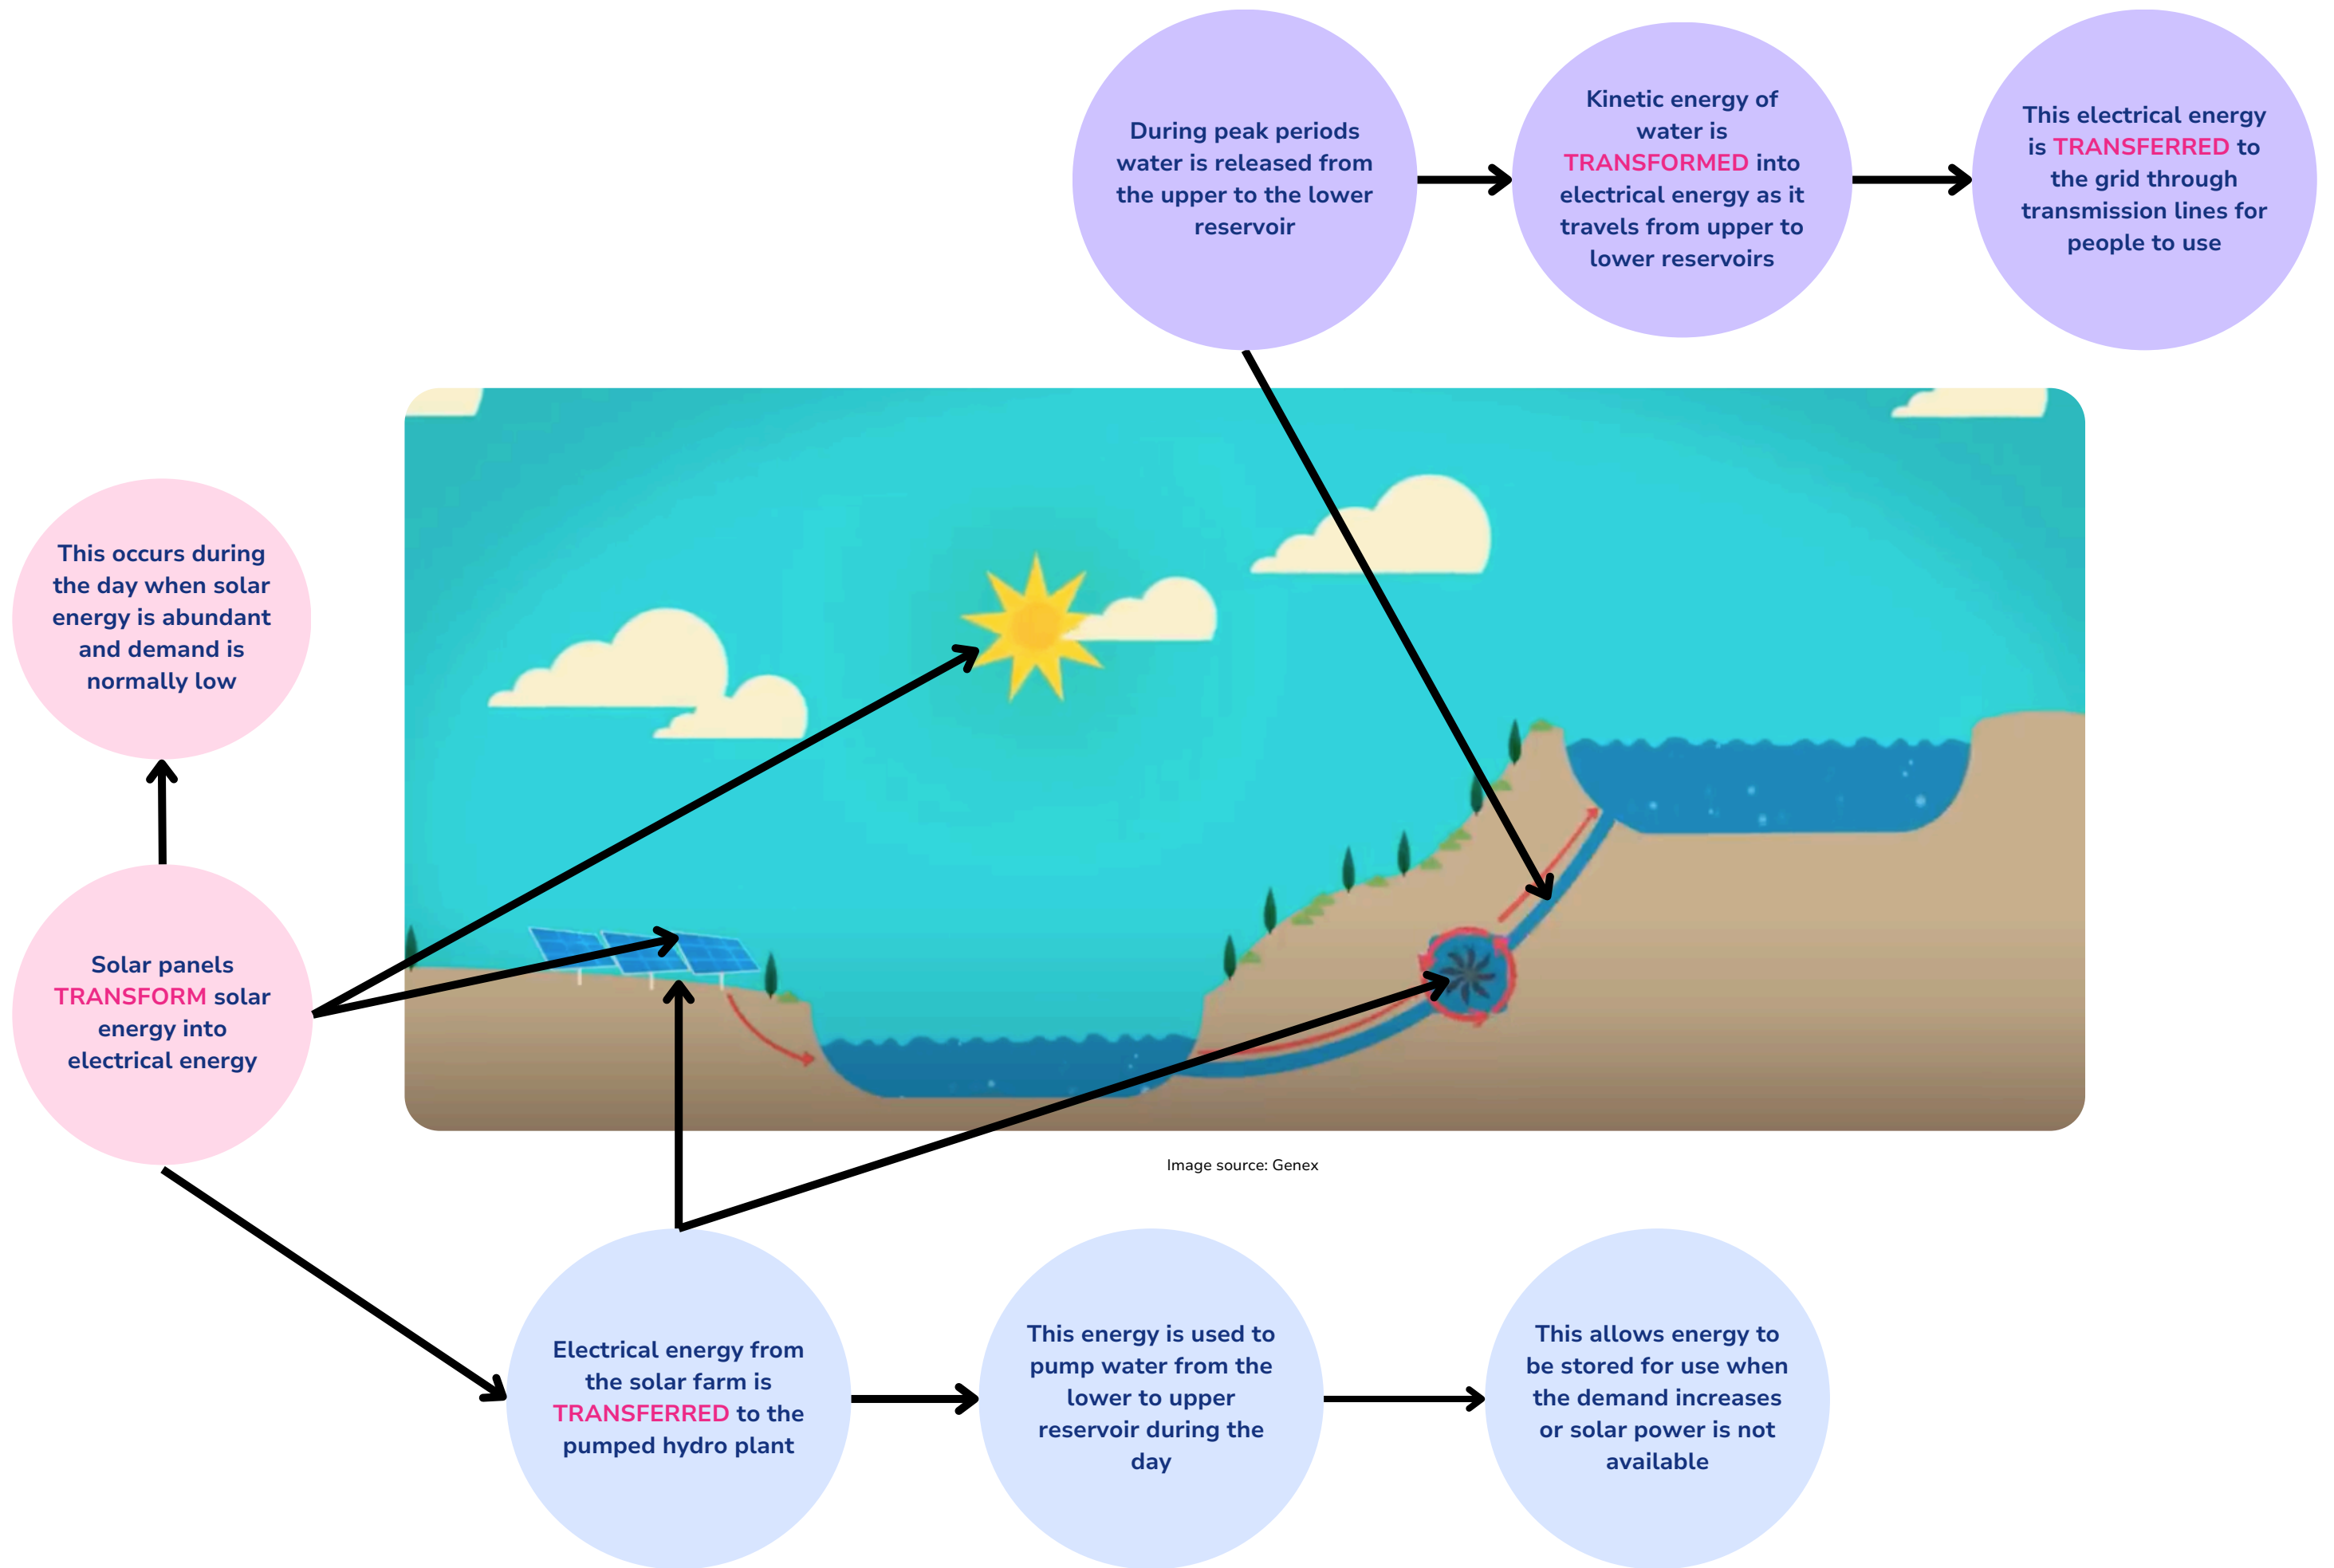 During peak periods
water is released from
the upper to the lower
reservoir
Kinetic energy of
water is
TRANSFORMED into
electrical energy as it
travels from upper to
lower reservoirs
This electrical energy
is TRANSFERRED to
the grid through
transmission lines for
people to use
This occurs during
the day when solar
energy is abundant
and demand is
normally low
Solar panels
TRANSFORM solar
energy into
electrical energy
Image source: Genex
Electrical energy from
the solar farm is
TRANSFERRED to the
pumped hydro plant
This energy is used to
pump water from the
lower to upper
reservoir during the
day
This allows energy to
be stored for use when
the demand increases
or solar power is not
available